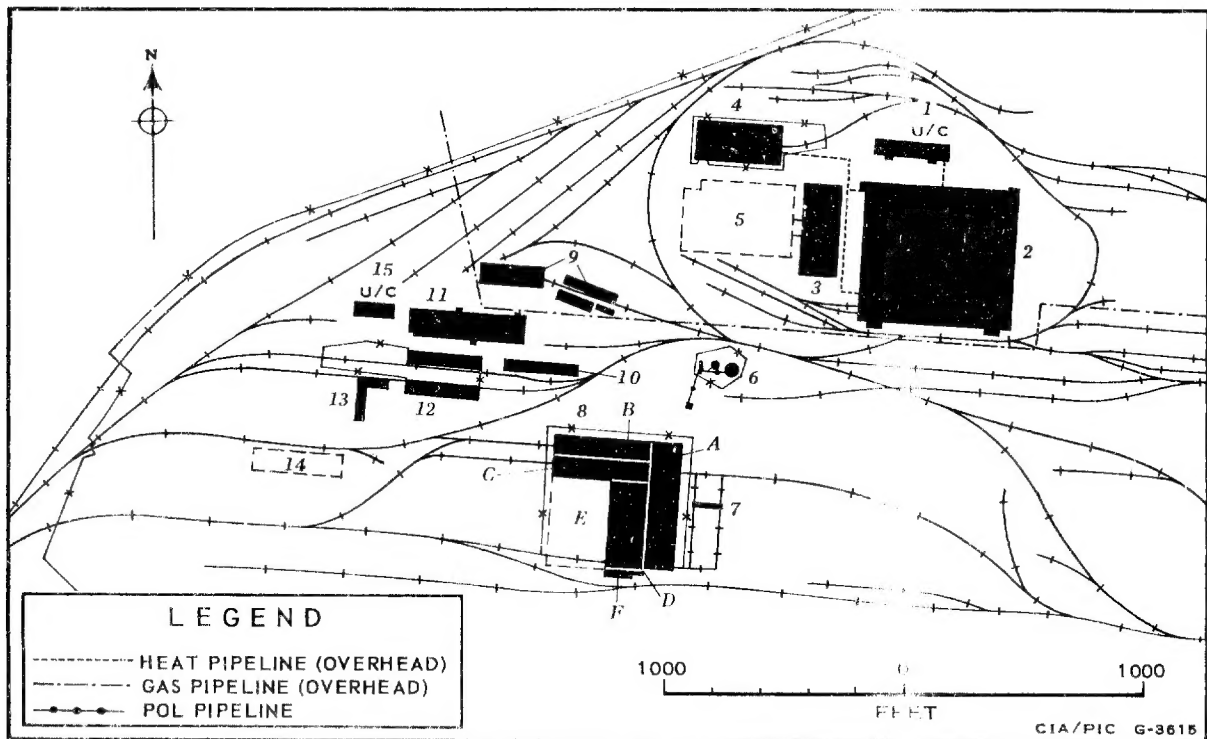 N
4
1
U/C
5
2
3
9
15
U/C
11
6
10
13
12
8
B
A
14
C
E
7
D
F
LEGEND
HEAT PIPELINE (OVERHEAD)
GAS PIPELINE (OVERHEAD)
POL PIPELINE
1000 0 1000
FEET
CIA/PIC G-3615